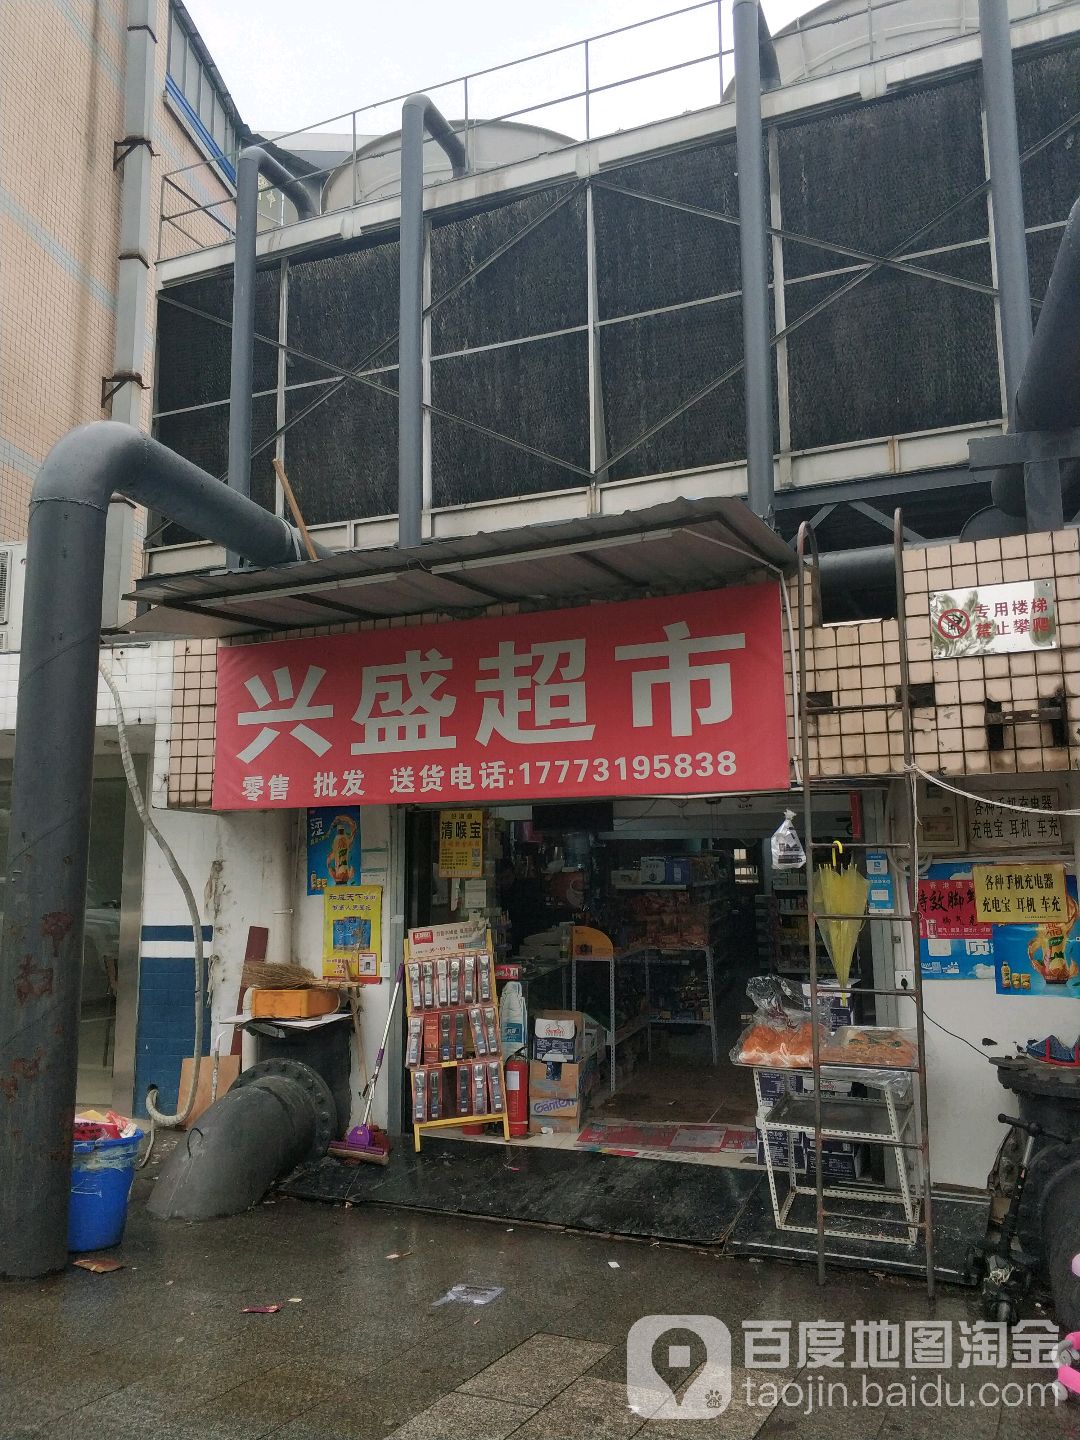 兴盛超市
零售 批发 送货电话:17773195838
专用楼梯
禁止攀爬
清喉宝
各种手机充电器
充电宝 耳机 车充
各种手机充电器
充电宝 耳机 车充
特效脚
百度地图淘金
taojin.baidu.com